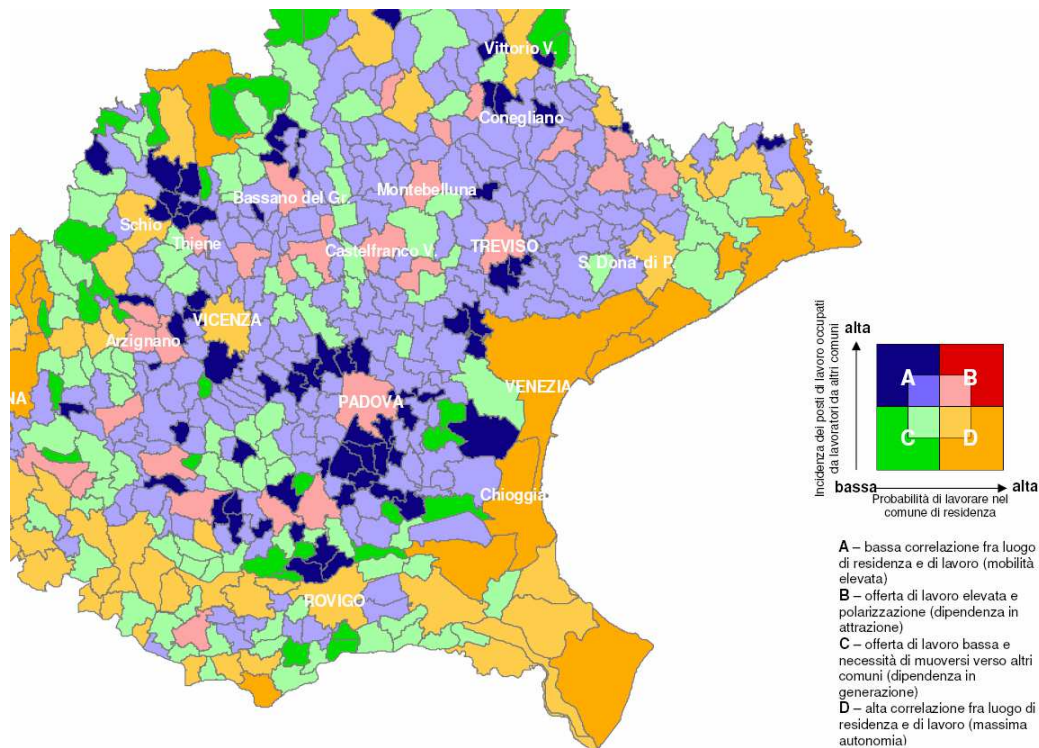 Vittorio V.
Conegliano
Bassano del Gr.
Montebelluna
Schio
Thiene
Castelfranco V.
TREVISO
S. Dona' di P.
VICENZA
Arzignano
NA
PADOVA
VENEZIA
Chioggia
ROVIGO
Incidenza dei posti di lavoro occupati
da lavoratori da altri comuni
alta
A
B
C
D
bassa
alta
Probabilità di lavorare nel
comune di residenza
A – bassa correlazione fra luogo
di residenza e di lavoro (mobilità
elevata)
B – offerta di lavoro elevata e
polarizzazione (dipendenza in
attrazione)
C – offerta di lavoro bassa e
necessità di muoversi verso altri
comuni (dipendenza in
generazione)
D – alta correlazione fra luogo di
residenza e di lavoro (massima
autonomia)